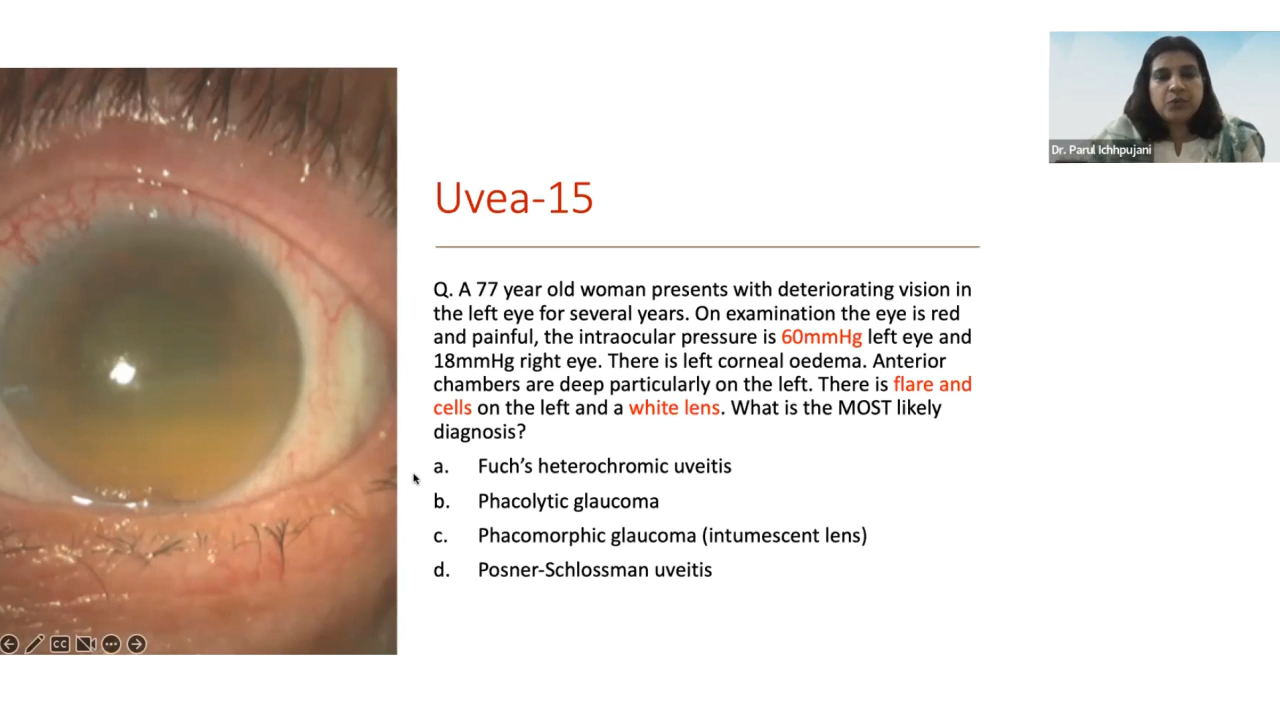 Dr. Parul Ichhpujani
Uvea-15
Q. A 77 year old woman presents with deteriorating vision in
the left eye for several years. On examination the eye is red
and painful, the intraocular pressure is 60mmHg left eye and
18mmHg right eye. There is left corneal oedema. Anterior
chambers are deep particularly on the left. There is flare and
cells on the left and a white lens. What is the MOST likely
diagnosis?
a. Fuch’s heterochromic uveitis
b. Phacolytic glaucoma
c. Phacomorphic glaucoma (intumescent lens)
d. Posner-Schlossman uveitis
CC